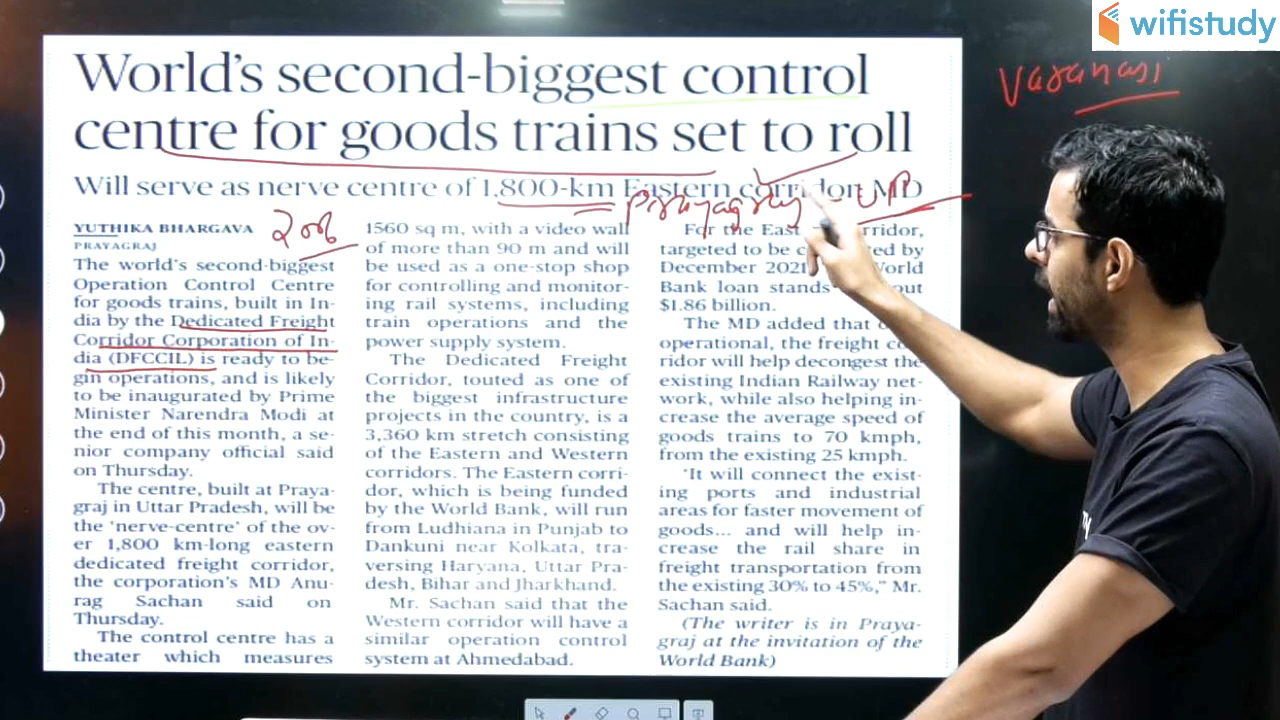 wifistudy
Varanasi
World's second-biggest control
centre for goods trains set to roll
Will serve as nerve centre of 1,800-km Eastern corridor: MD
Prayagraj - UP
YUTHIKA BHARGAVA
PRAYAGRAJ
The world's second-biggest
Operation Control Centre
for goods trains, built in In-
dia by the Dedicated Freight
Corridor Corporation of In-
dia (DFCCIL) is ready to be-
gin operations, and is likely
to be inaugurated by Prime
Minister Narendra Modi at
the end of this month, a se-
nior company official said
on Thursday.
The centre, built at Praya-
graj in Uttar Pradesh, will be
the 'nerve-centre' of the ov-
er 1,800 km-long eastern
dedicated freight corridor,
the corporation's MD Anu-
rag Sachan said on
Thursday.
The control centre has a
theater which measures
1560 sq m, with a video wall
of more than 90 m and will
be used as a one-stop shop
for controlling and monitor-
ing rail systems, including
train operations and the
power supply system.
The Dedicated Freight
Corridor, touted as one of
the biggest infrastructure
projects in the country, is a
3,360 km stretch consisting
of the Eastern and Western
corridors. The Eastern corri-
dor, which is being funded
by the World Bank, will run
from Ludhiana in Punjab to
Dankuni near Kolkata, tra-
versing Haryana, Uttar Pra-
desh, Bihar and Jharkhand.
Mr. Sachan said that the
Western corridor will have a
similar operation control
system at Ahmedabad.
For the East rridor,
targeted to be c ed by
December 2021 World
Bank loan stands out
$1.86 billion.
The MD added that o
operational, the freight co
ridor will help decongest the
existing Indian Railway net-
work, while also helping in-
crease the average speed of
goods trains to 70 kmph,
from the existing 25 kmph.
"It will connect the exist-
ing ports and industrial
areas for faster movement of
goods... and will help in-
crease the rail share in
freight transportation from
the existing 30% to 45%," Mr.
Sachan said.
(The writer is in Praya-
graj at the invitation of the
World Bank)